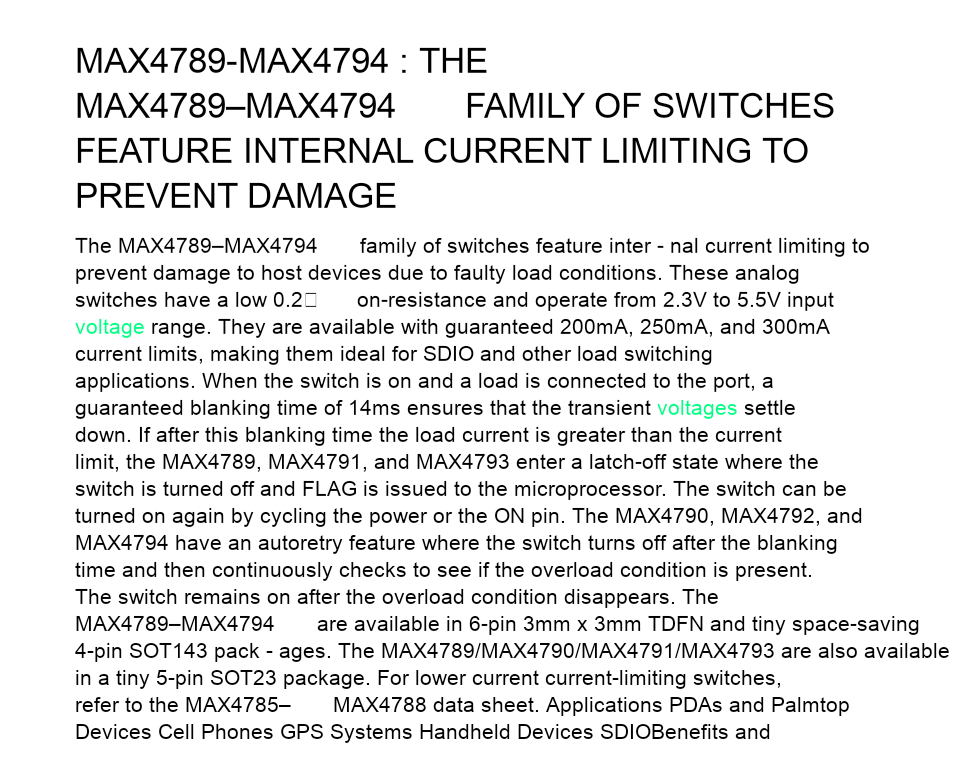 MAX4789-MAX4794 : THE
MAX4789–MAX4794 FAMILY OF SWITCHES
FEATURE INTERNAL CURRENT LIMITING TO
PREVENT DAMAGE
The MAX4789–MAX4794 family of switches feature inter - nal current limiting to
prevent damage to host devices due to faulty load conditions. These analog
switches have a low 0.2□ on-resistance and operate from 2.3V to 5.5V input
voltage range. They are available with guaranteed 200mA, 250mA, and 300mA
current limits, making them ideal for SDIO and other load switching
applications. When the switch is on and a load is connected to the port, a
guaranteed blanking time of 14ms ensures that the transient voltages settle
down. If after this blanking time the load current is greater than the current
limit, the MAX4789, MAX4791, and MAX4793 enter a latch-off state where the
switch is turned off and FLAG is issued to the microprocessor. The switch can be
turned on again by cycling the power or the ON pin. The MAX4790, MAX4792, and
MAX4794 have an autoretry feature where the switch turns off after the blanking
time and then continuously checks to see if the overload condition is present.
The switch remains on after the overload condition disappears. The
MAX4789–MAX4794 are available in 6-pin 3mm x 3mm TDFN and tiny space-saving
4-pin SOT143 pack - ages. The MAX4789/MAX4790/MAX4791/MAX4793 are also available
in a tiny 5-pin SOT23 package. For lower current current-limiting switches,
refer to the MAX4785– MAX4788 data sheet. Applications PDAs and Palmtop
Devices Cell Phones GPS Systems Handheld Devices SDIOBenefits and